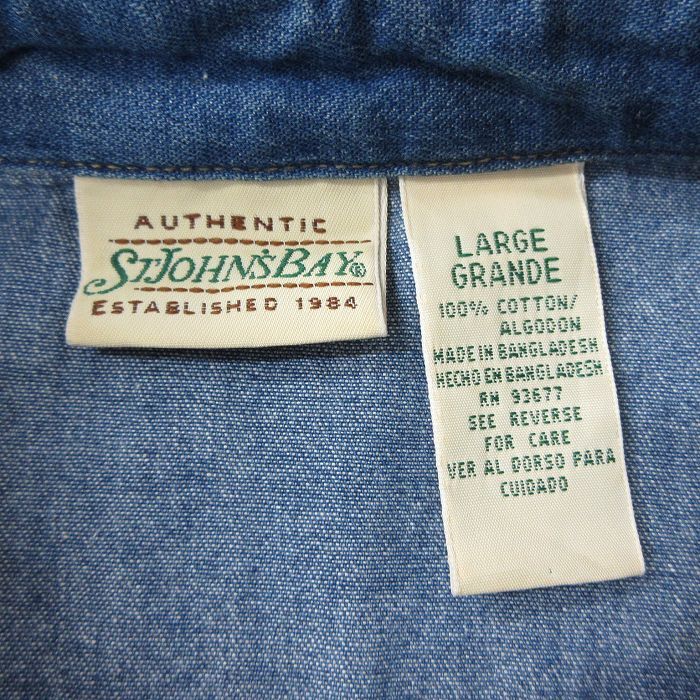 AUTHENTIC
ST.JOHN'S BAY®
ESTABLISHED 1984
LARGE
GRANDE
100% COTTON/
ALGODON
MADE IN BANGLADESH
HECHO EN BANGLADESH
RN 93677
SEE REVERSE
FOR CARE
VER AL DORSO PARA
CUIDADO